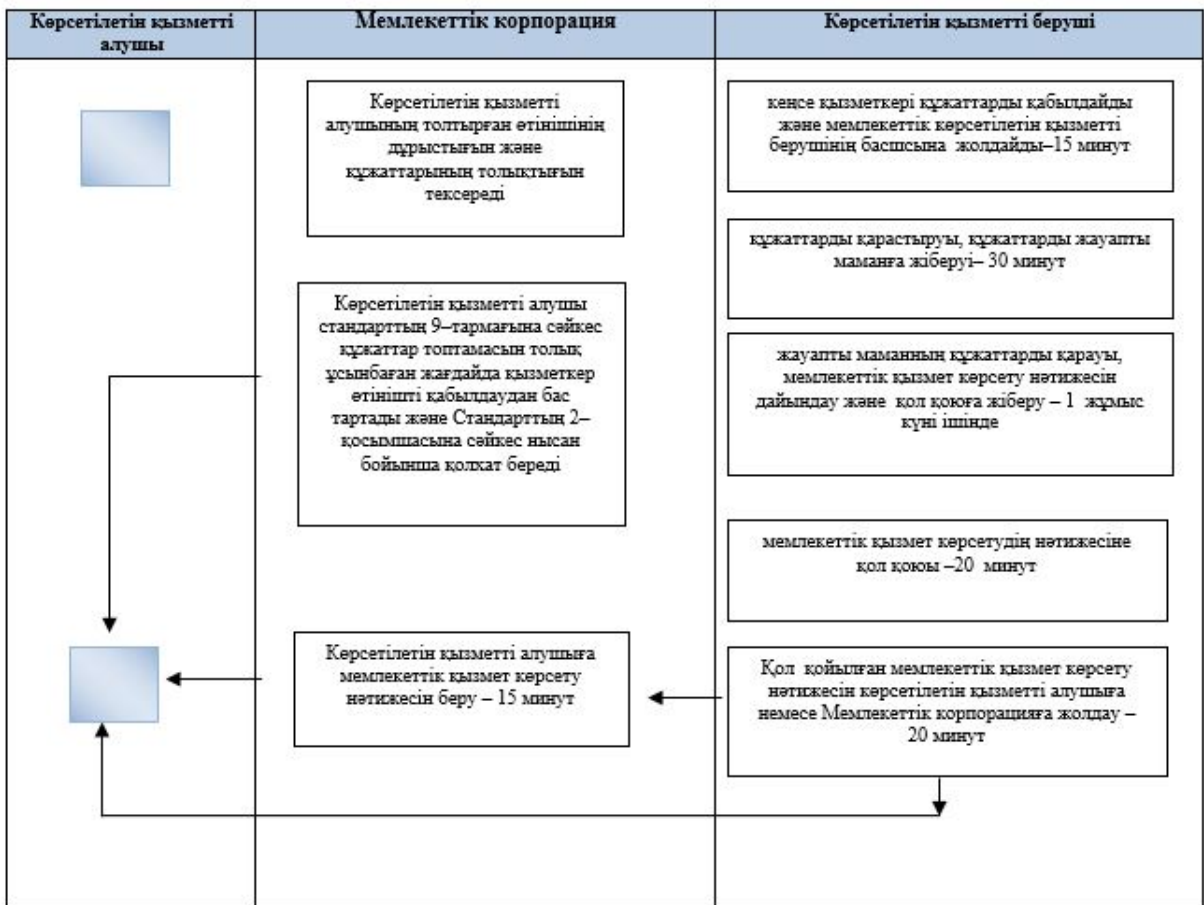 Көрсетілетін қызметті
алушы
Мемлекеттік корпорация
Көрсетілетін қызметті беруші
Көрсетілетін қызметті
алушының толтырған өтінішінің
дұрыстығын және
құжаттарының толықтығын
тексереді
Көрсетілетін қызметті алушы
стандарттың 9–тармағына сәйкес
құжаттар топтамасын толық
ұсынбаған жағдайда қызметкер
өтінішті қабылдаудан бас
тартады және Стандарттың 2–
қосымшасына сәйкес нысан
бойынша қолхат береді
Көрсетілетін қызметті алушыға
мемлекеттік қызмет көрсету
нәтижесін беру – 15 минут
кеңсе қызметкері құжаттарды қабылдайды
және мемлекеттік көрсетілетін қызметті
берушінің басшсына жолдайды–15 минут
құжаттарды қарастыруы, құжаттарды жауапты
маманға жіберуі– 30 минут
жауапты маманның құжаттарды қарауы,
мемлекеттік қызмет көрсету нәтижесін
дайындау және қол қоюға жіберу – 1 жұмыс
күні ішінде
мемлекеттік қызмет көрсетудің нәтижесіне
қол қоюы –20 минут
Қол қойылған мемлекеттік қызмет көрсету
нәтижесін көрсетілетін қызметті алушыға
немесе Мемлекеттік корпорацияға жолдау –
20 минут